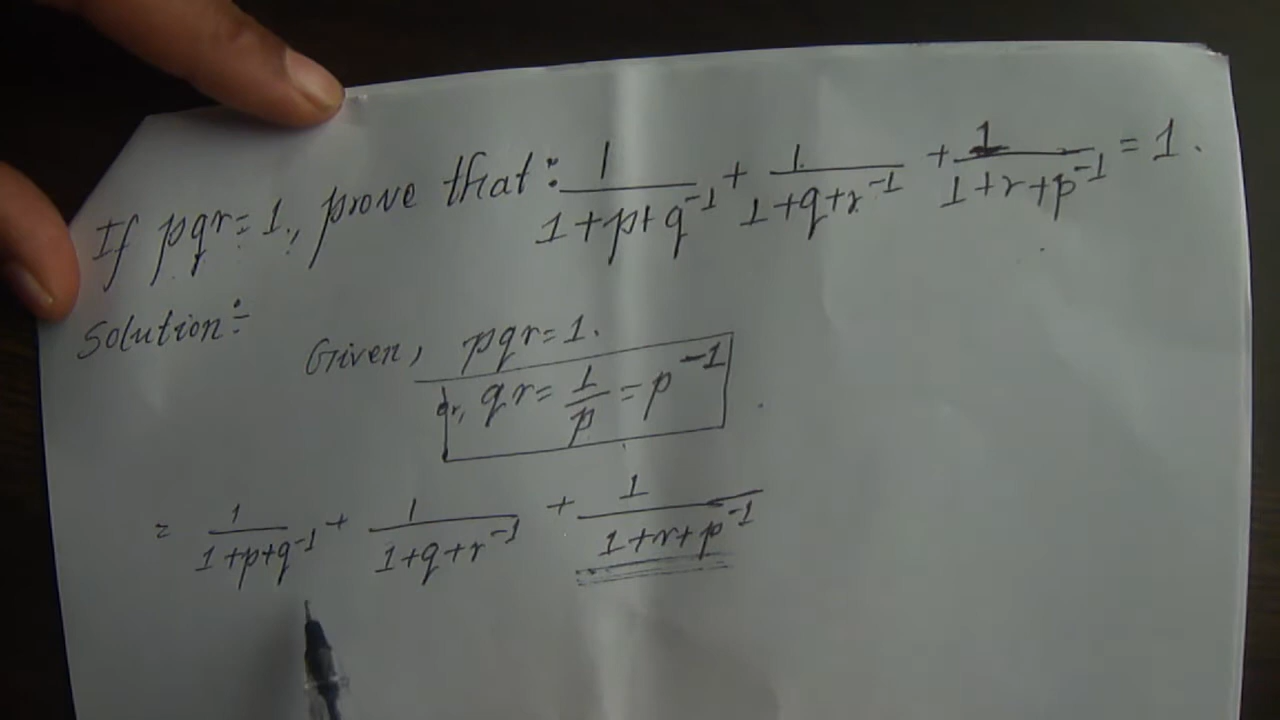 If pqr = 1., prove that : 1/(1+p+q⁻¹) + 1/(1+q+r⁻¹) + 1/(1+r+p⁻¹) = 1.
Solution:-
Given, pqr = 1.
or, qr = 1/p = p⁻¹
= 1/(1+p+q⁻¹) + 1/(1+q+r⁻¹) + 1/(1+r+p⁻¹)